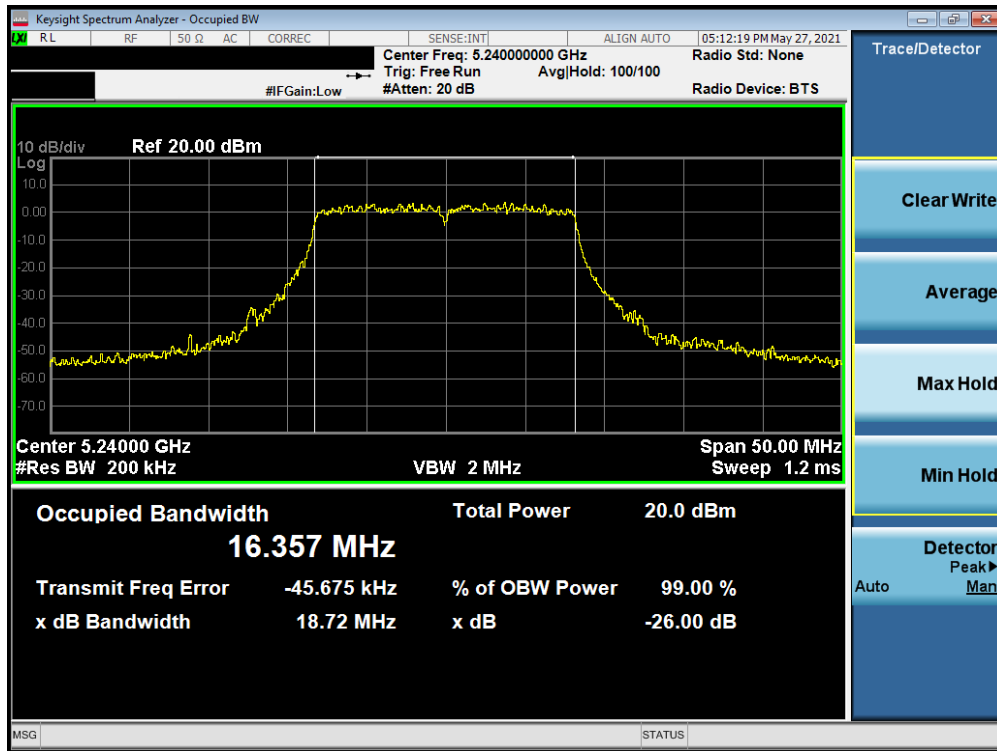 Keysight Spectrum Analyzer - Occupied BW
LXI RL RF 50 Ω AC CORREC SENSE:INT ALIGN AUTO 05:12:19 PM May 27, 2021
Center Freq: 5.240000000 GHz Radio Std: None
Trig: Free Run Avg|Hold: 100/100
#IFGain:Low #Atten: 20 dB Radio Device: BTS
Trace/Detector
10 dB/div Ref 20.00 dBm
Log
10.0
0.00
-10.0
-20.0
-30.0
-40.0
-50.0
-60.0
-70.0
Center 5.24000 GHz Span 50.00 MHz
#Res BW 200 kHz VBW 2 MHz Sweep 1.2 ms
Occupied Bandwidth Total Power 20.0 dBm
16.357 MHz
Transmit Freq Error -45.675 kHz % of OBW Power 99.00 %
x dB Bandwidth 18.72 MHz x dB -26.00 dB
Clear Write
Average
Max Hold
Min Hold
Detector
Peak▶
Auto Man
MSG STATUS